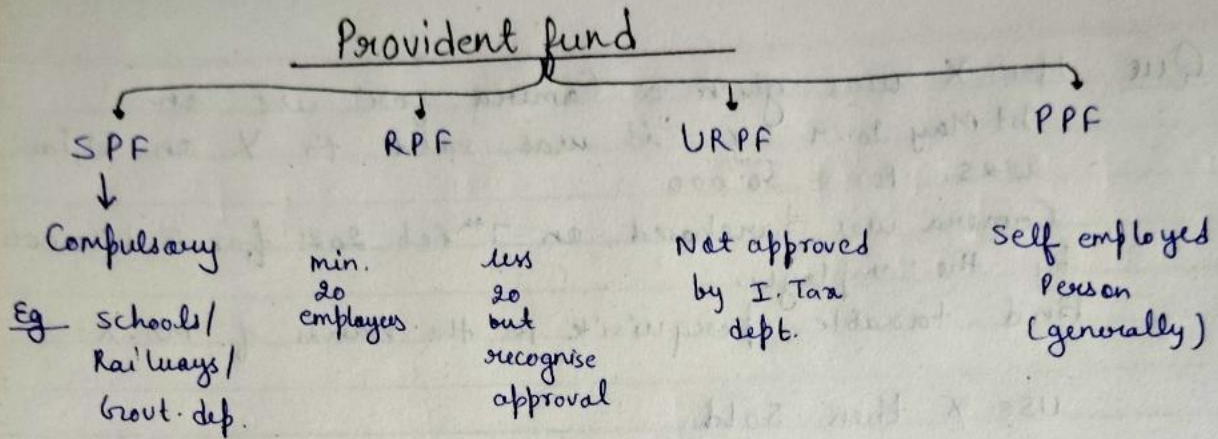 Provident fund
SPF RPF URPF PPF
Compulsary
min.
20
employees
less
20
but
recognise
approval
Not approved
by I. Tax
dept.
Self employed
Person
(generally)
Eg schools/
Railways/
Govt. dep.